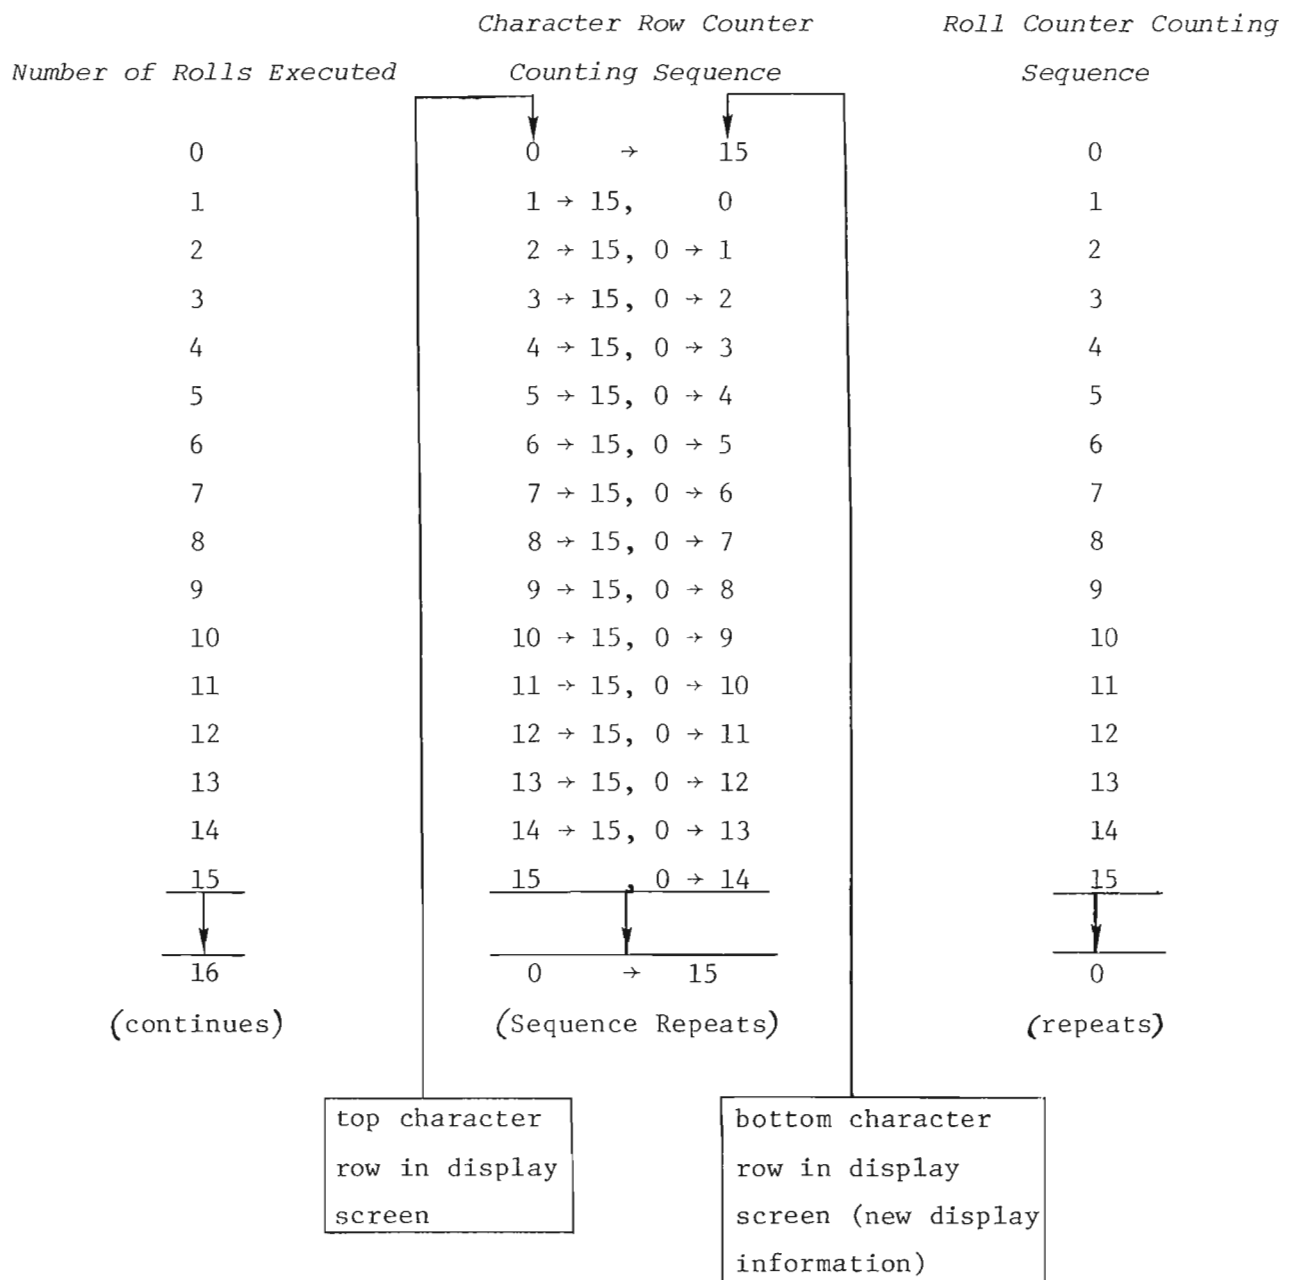 Character Row Counter Roll Counter Counting
Number of Rolls Executed Counting Sequence Sequence
0 0 → 15 0
1 1 → 15, 0 1
2 2 → 15, 0 → 1 2
3 3 → 15, 0 → 2 3
4 4 → 15, 0 → 3 4
5 5 → 15, 0 → 4 5
6 6 → 15, 0 → 5 6
7 7 → 15, 0 → 6 7
8 8 → 15, 0 → 7 8
9 9 → 15, 0 → 8 9
10 10 → 15, 0 → 9 10
11 11 → 15, 0 → 10 11
12 12 → 15, 0 → 11 12
13 13 → 15, 0 → 12 13
14 14 → 15, 0 → 13 14
15 15 , 0 → 14 15
16 0 → 15 0
(continues) (Sequence Repeats) (repeats)
top character
row in display
screen
bottom character
row in display
screen (new display
information)